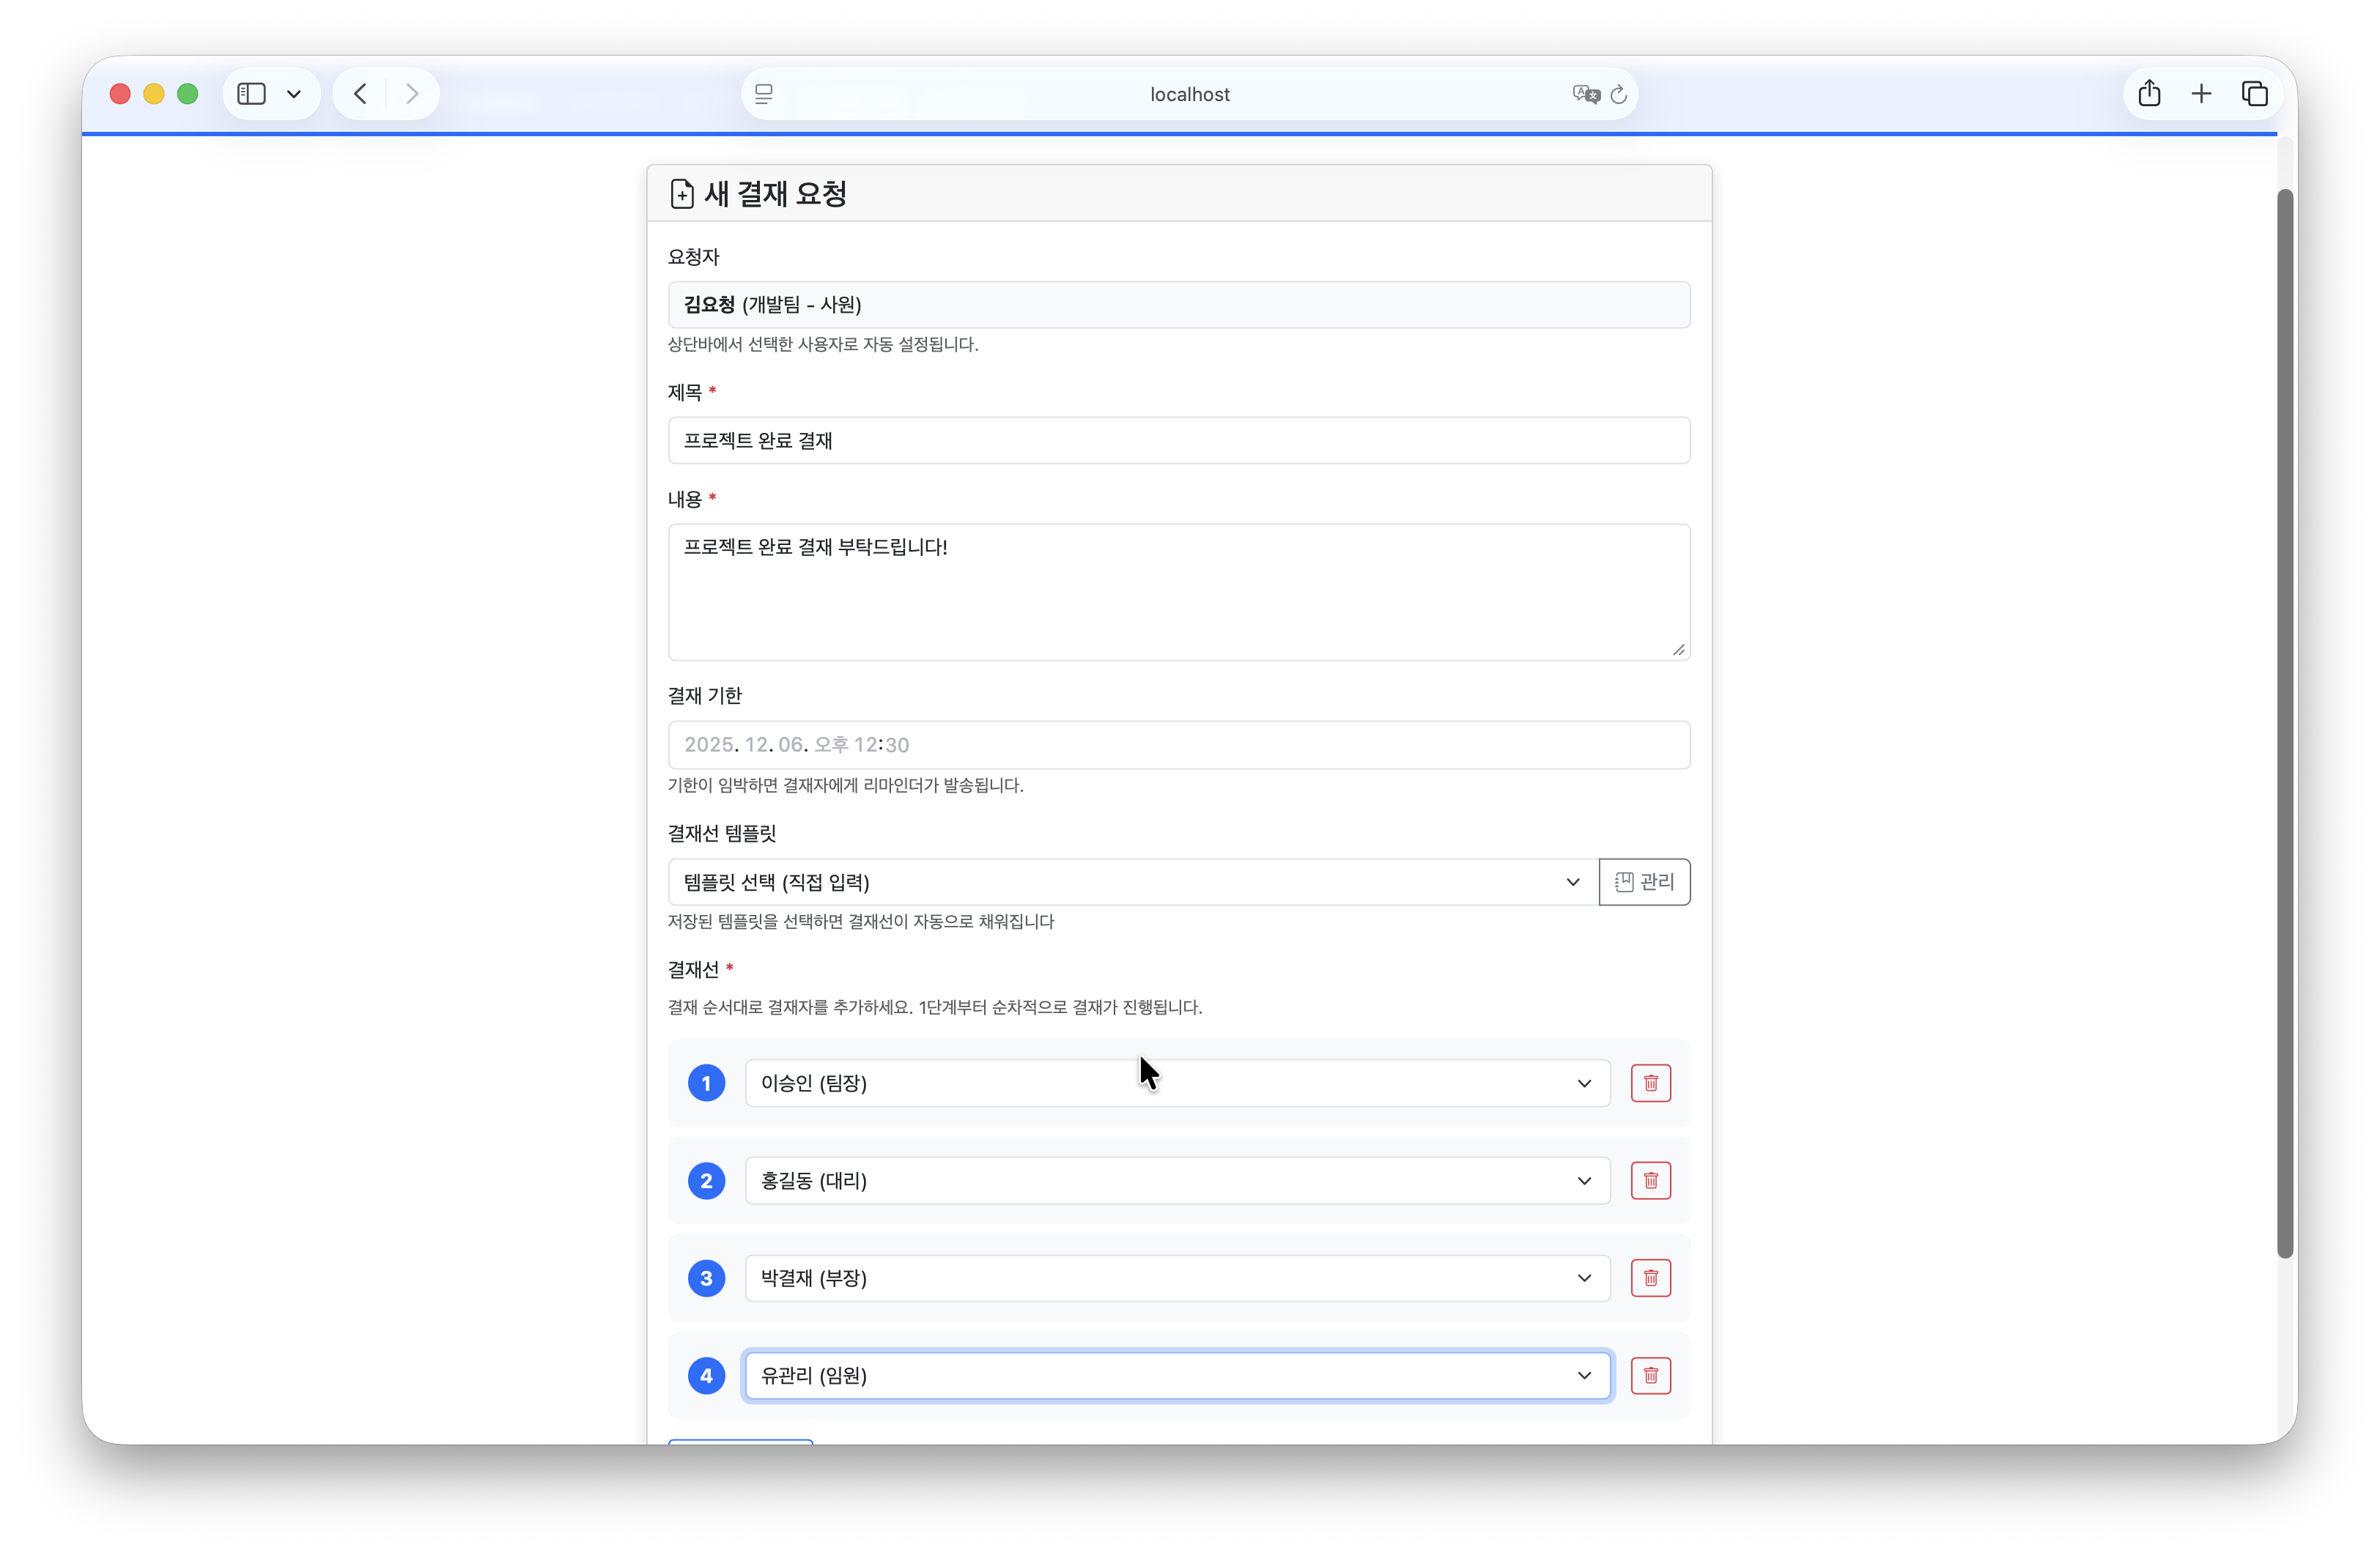 localhost
새 결재 요청
요청자
김요청 (개발팀 - 사원)
상단바에서 선택한 사용자로 자동 설정됩니다.
제목 *
프로젝트 완료 결재
내용 *
프로젝트 완료 결재 부탁드립니다!
결재 기한
2025. 12. 06. 오후 12:30
기한이 임박하면 결재자에게 리마인더가 발송됩니다.
결재선 템플릿
템플릿 선택 (직접 입력)
관리
저장된 템플릿을 선택하면 결재선이 자동으로 채워집니다
결재선 *
결재 순서대로 결재자를 추가하세요. 1단계부터 순차적으로 결재가 진행됩니다.
1 이승인 (팀장)
2 홍길동 (대리)
3 박결재 (부장)
4 유관리 (임원)